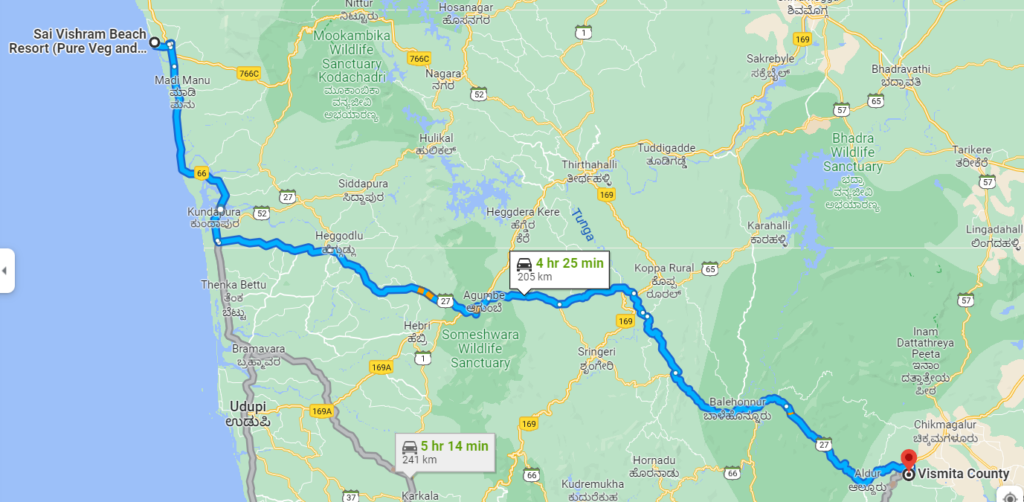 Nittur
ನಿಟ್ಟೂರು
Hosanagar
ಹೊಸನಗರ
ಶಿವಮೊಗ್ಗ
Sai Vishram Beach
Resort (Pure Veg and...
Mookambika
Wildlife
Sanctuary
Kodachadri
ಮೂಕಾಂಬಿಕಾ
ವನ್ಯಜೀವಿ
ಅಭಯಾರಣ್ಯ
1
169
766C
766C
Sakrebyle
ಸಕ್ರೆಬೈಲ್
Nagara
ನಗರ
52
Bhadravathi
ಭದ್ರಾವತಿ
Madi Manu
ಮಾಡಿ
ಮನು
57
65
Hulikal
ಹುಲಿಕಲ್
Bhadra
Wildlife
Sanctuary
ಭದ್ರಾ
ವನ್ಯಜೀವಿ
ಅಭಯಾರಣ್ಯ
Tuddigadde
ತೂಡಿಗಡ್ಡೆ
Tarikere
ತರೀಕೆರೆ
Thirthahalli
ತೀರ್ಥಹಳ್ಳಿ
66
Siddapura
ಸಿದ್ದಾಪುರ
27
169
57
Kundapura
ಕುಂದಾಪುರ
52
Heggdera Kere
ಹೆಗ್ಡೆರ
ಕೆರೆ
Tunga
Karahalli
ಕಾರಹಳ್ಳಿ
Lingadahalli
ಲಿಂಗದಹಳ್ಳಿ
Heggodlu
4 hr 25 min
205 km
Koppa Rural
ಕೊಪ್ಪ
ರೂರಲ್
65
Thenka Bettu
ತೆಂಕ
ಬೆಟ್ಟು
27
Agumbe
ಆಗುಂಬೆ
57
Hebri
ಹೆಬ್ರಿ
169
Someshwara
Wildlife
Sanctuary
Inam
Dattathreya
Peeta
ಇನಾಂ
ದತ್ತಾತ್ರೇಯ
ಪೀಠ
Bramavara
ಬ್ರಹ್ಮಾವರ
1
169A
Sringeri
ಶೃಂಗೇರಿ
Udupi
ಉಡುಪಿ
169A
Balehonnur
ಬಾಳೆಹೊನ್ನೂರು
169
Chikmagalur
ಚಿಕ್ಕಮಗಳೂರು
5 hr 14 min
241 km
27
Hornadu
ಹೊರನಾಡು
66
Aldur
ಆಲ್ದೂರು
Vismita County
37
Karkala
Kudremukha
ಕುದುರೆಮುಖ
66